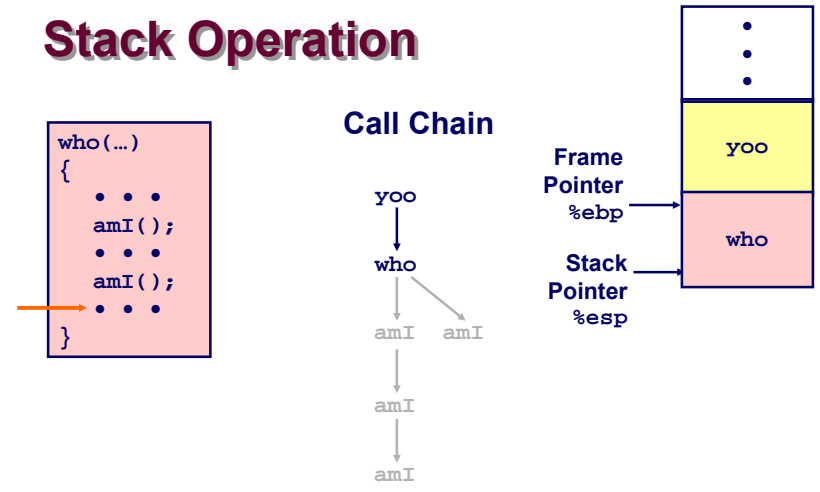 Stack Operation
who(…)
{
• • •
amI();
• • •
amI();
• • •
}
Call Chain
yoo
who
amI amI
amI
amI
Frame
Pointer
%ebp
Stack
Pointer
%esp
•
•
•
yoo
who